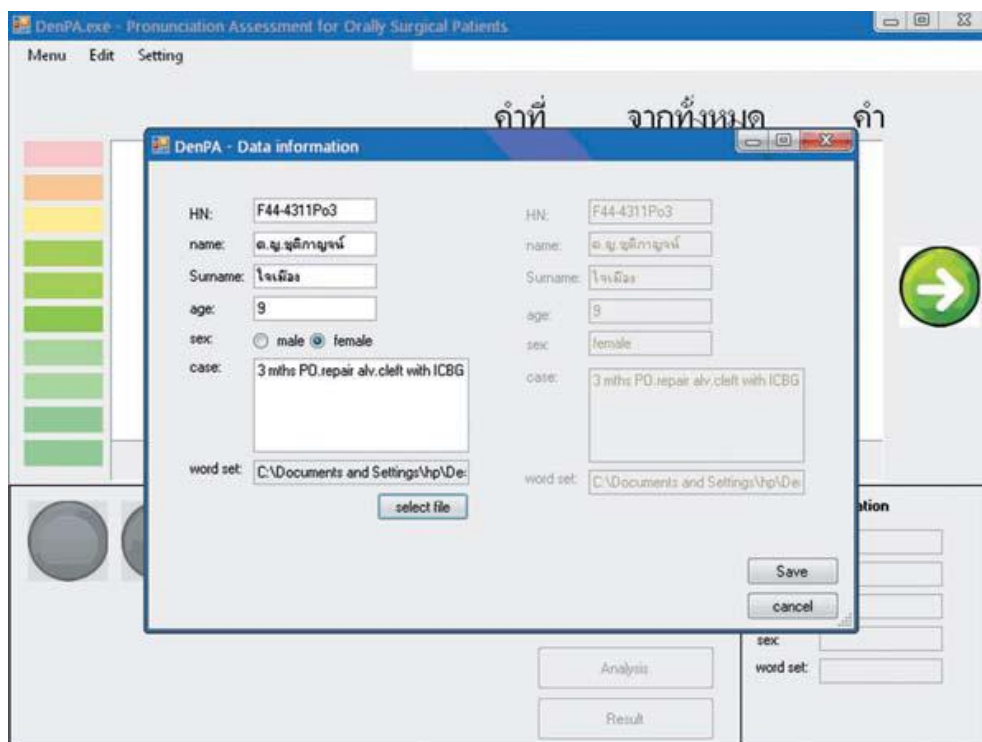 DenPA.exe - Pronunciation Assessment for Orally Surgical Patients
Menu Edit Setting
คำที่ จากทั้งหมด คำ
DenPA - Data information
HN: F44-4311Po3
name: ด.ญ.ชุติกาญจน์
Surname: ใจเมือง
age: 9
sex: male female
case: 3 mths PO.repair alv.cleft with ICBG
word set: C:\Documents and Settings\hp\De
select file
HN: F44-4311Po3
name: ด.ญ.ชุติกาญจน์
Surname: ใจเมือง
age: 9
sex: female
case: 3 mths PO.repair alv.cleft with ICBG
word set: C:\Documents and Settings\hp\De
Save
cancel
ation
sex:
word set:
Analysis
Result